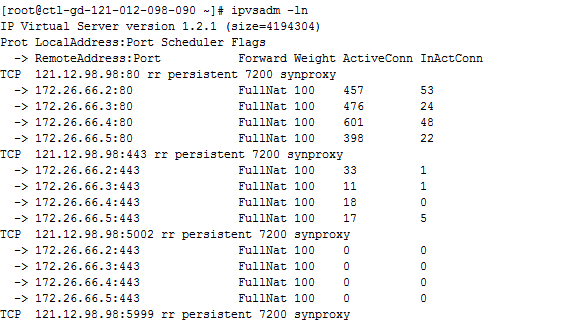 [root@ctl-gd-121-012-098-090 ~]# ipvsadm -ln
IP Virtual Server version 1.2.1 (size=4194304)
Prot LocalAddress:Port Scheduler Flags
  -> RemoteAddress:Port           Forward Weight ActiveConn InActConn
TCP  121.12.98.98:80 rr persistent 7200 synproxy
  -> 172.26.66.2:80               FullNat 100    457        53
  -> 172.26.66.3:80               FullNat 100    476        24
  -> 172.26.66.4:80               FullNat 100    601        48
  -> 172.26.66.5:80               FullNat 100    398        22
TCP  121.12.98.98:443 rr persistent 7200 synproxy
  -> 172.26.66.2:443              FullNat 100    33         1
  -> 172.26.66.3:443              FullNat 100    11         1
  -> 172.26.66.4:443              FullNat 100    18         0
  -> 172.26.66.5:443              FullNat 100    17         5
TCP  121.12.98.98:5002 rr persistent 7200 synproxy
  -> 172.26.66.2:443              FullNat 100    0          0
  -> 172.26.66.3:443              FullNat 100    0          0
  -> 172.26.66.4:443              FullNat 100    0          0
  -> 172.26.66.5:443              FullNat 100    0          0
TCP  121.12.98.98:5999 rr persistent 7200 synproxy